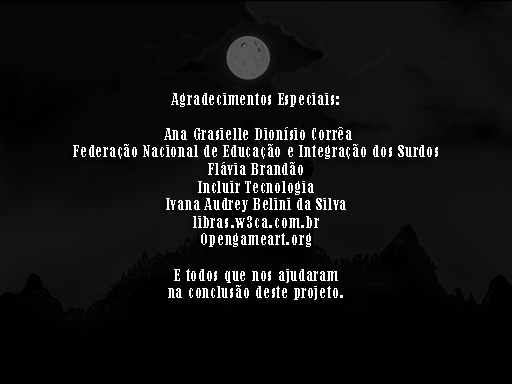 Agradecimentos Especiais:
Ana Grasielle Dionísio Corrêa
Federação Nacional de Educação e Integração dos Surdos
Flávia Brandão
Incluir Tecnologia
Ivana Audrey Belini da Silva
libras.w3ca.com.br
Opengameart.org
E todos que nos ajudaram
na conclusão deste projeto.